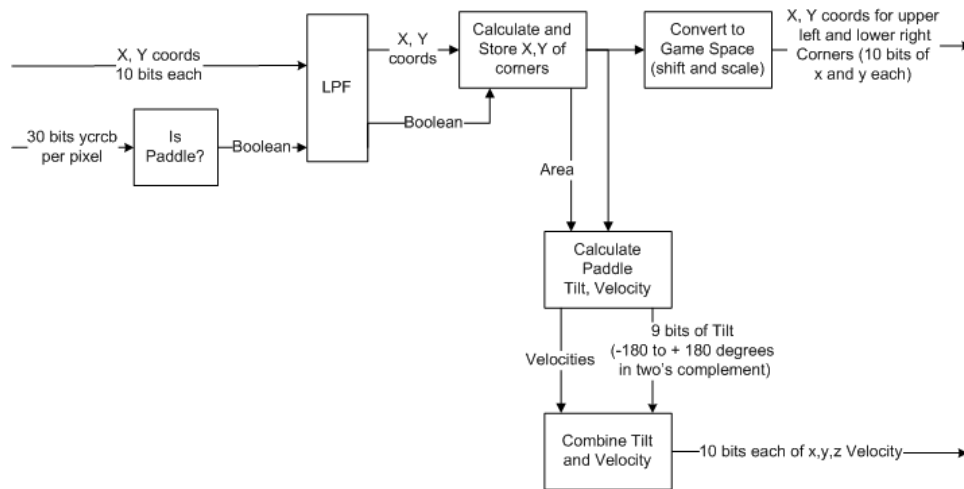 X, Y coords
10 bits each
30 bits ycrcb
per pixel
Is
Paddle?
Boolean
LPF
X, Y
coords
Boolean
Calculate and
Store X,Y of
corners
Convert to
Game Space
(shift and scale)
X, Y coords for upper
left and lower right
Corners (10 bits of
x and y each)
Area
Calculate
Paddle
Tilt, Velocity
Velocities
9 bits of Tilt
(-180 to + 180 degrees
in two's complement)
Combine Tilt
and Velocity
10 bits each of x,y,z Velocity